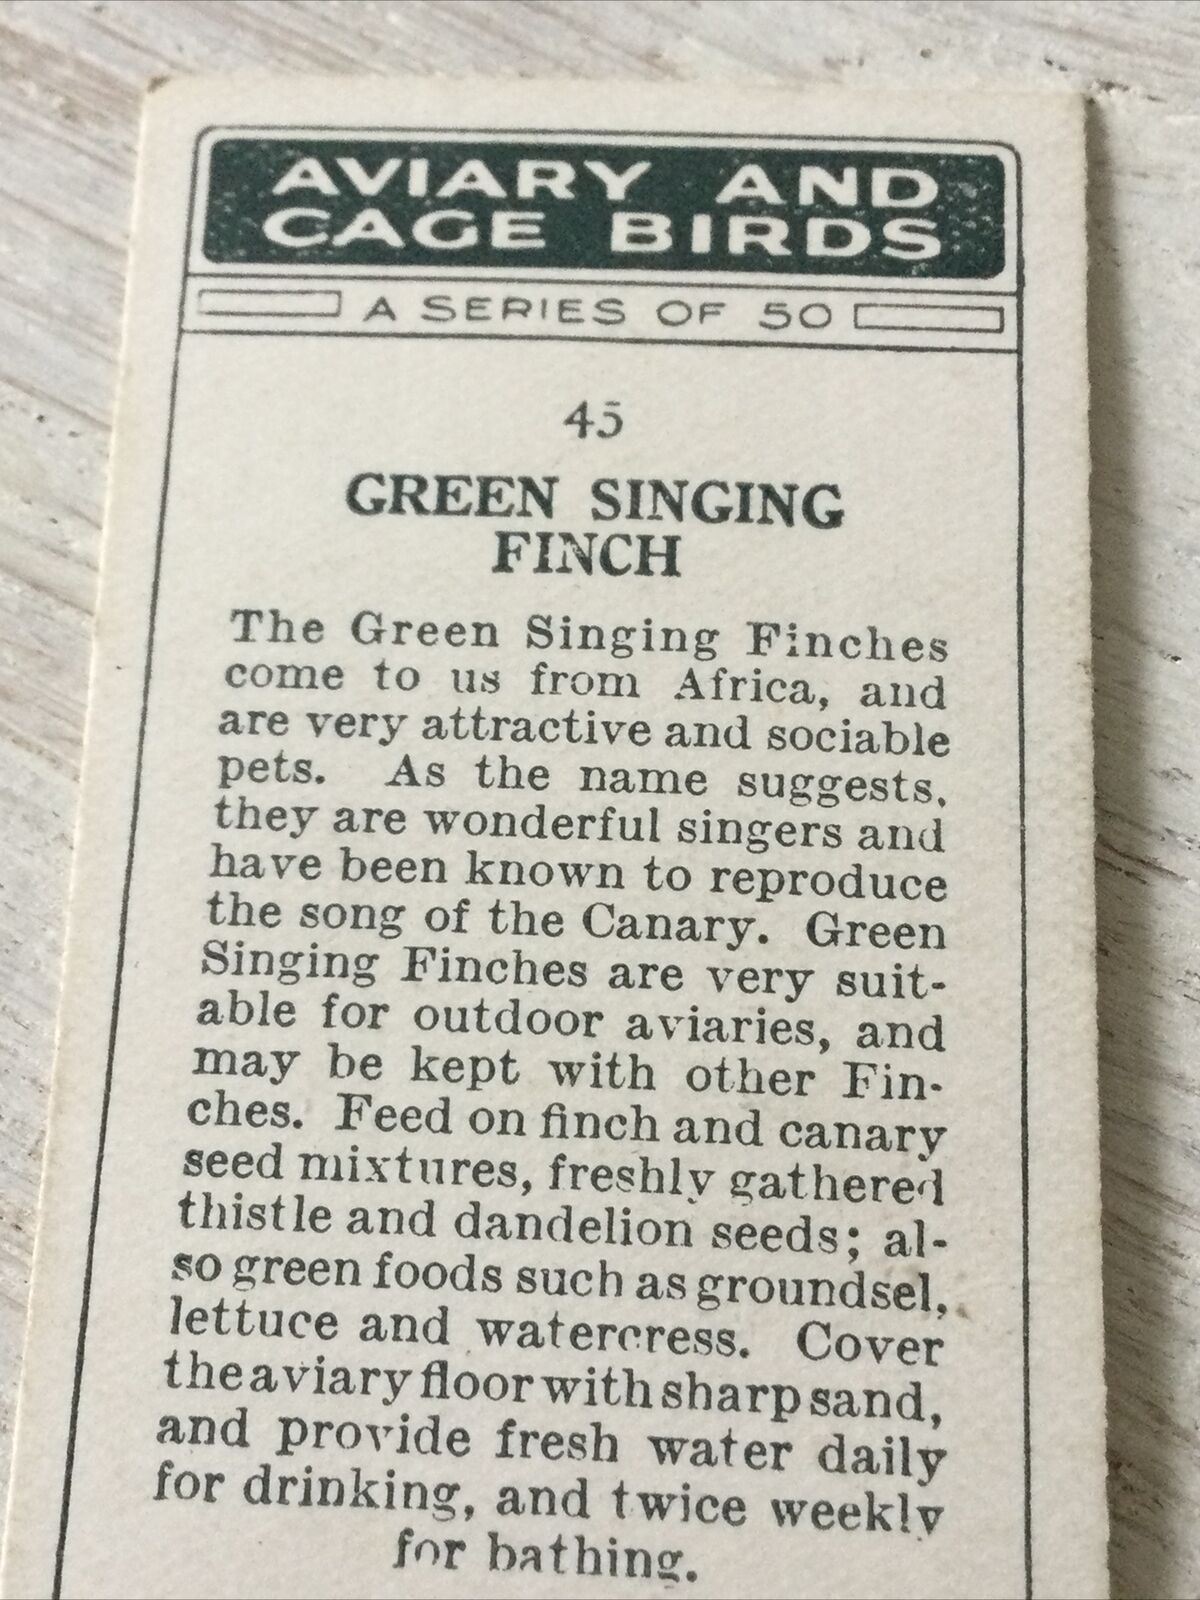 AVIARY AND
CAGE BIRDS
A SERIES OF 50
45
GREEN SINGING
FINCH
The Green Singing Finches
come to us from Africa, and
are very attractive and sociable
pets. As the name suggests,
they are wonderful singers and
have been known to reproduce
the song of the Canary. Green
Singing Finches are very suit-
able for outdoor aviaries, and
may be kept with other Fin-
ches. Feed on finch and canary
seed mixtures, freshly gathered
thistle and dandelion seeds; al-
so green foods such as groundsel,
lettuce and watercress. Cover
the aviary floor with sharp sand,
and provide fresh water daily
for drinking, and twice weekly
for bathing.